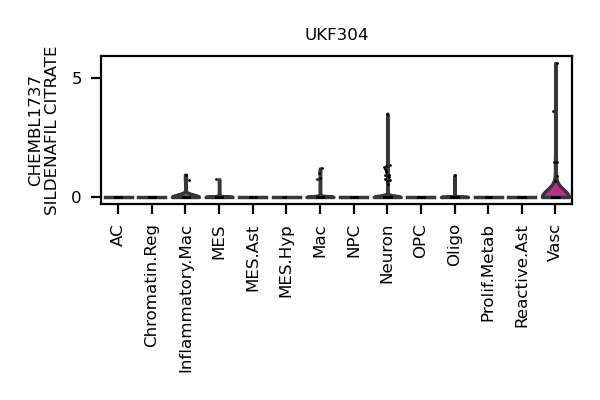 UKF304
CHEMBL1737
SILDENAFIL CITRATE
5
0
AC
Chromatin.Reg
Inflammatory.Mac
MES
MES.Ast
MES.Hyp
Mac
NPC
Neuron
OPC
Oligo
Prolif.Metab
Reactive.Ast
Vasc